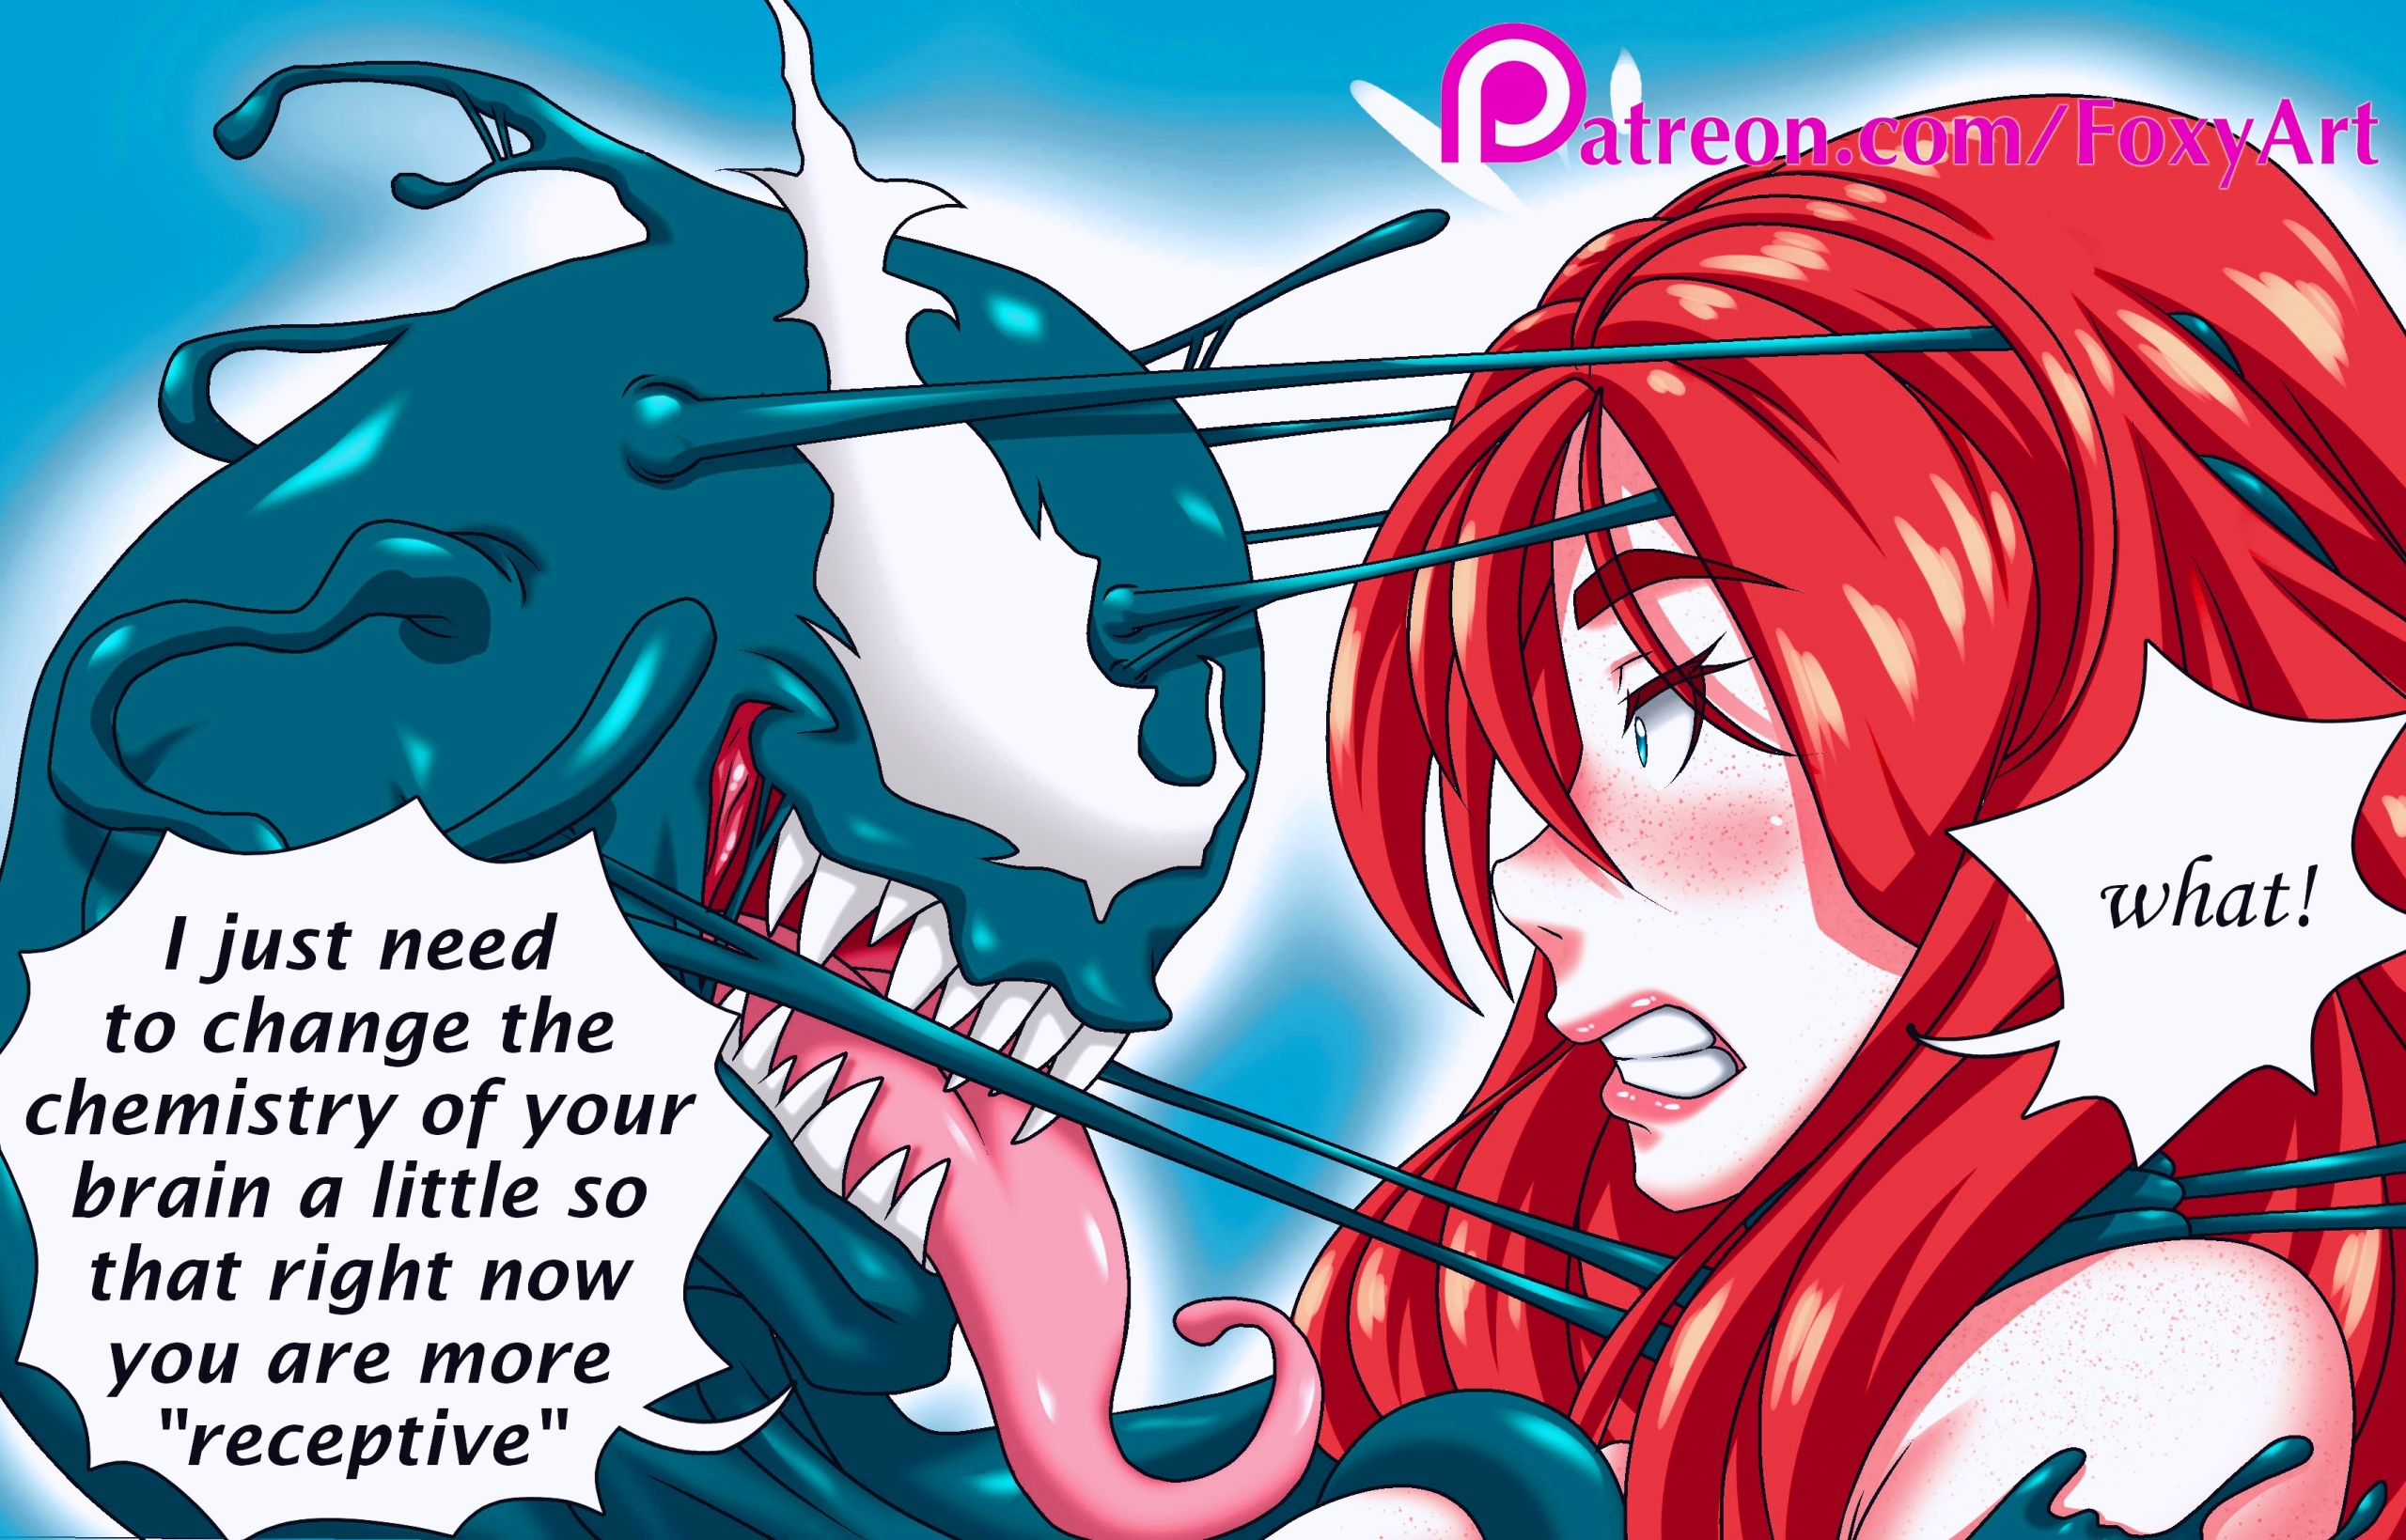 Patreon.com/FoxyArt
I just need
to change the
chemistry of your
brain a little so
that right now
you are more
"receptive"
what!